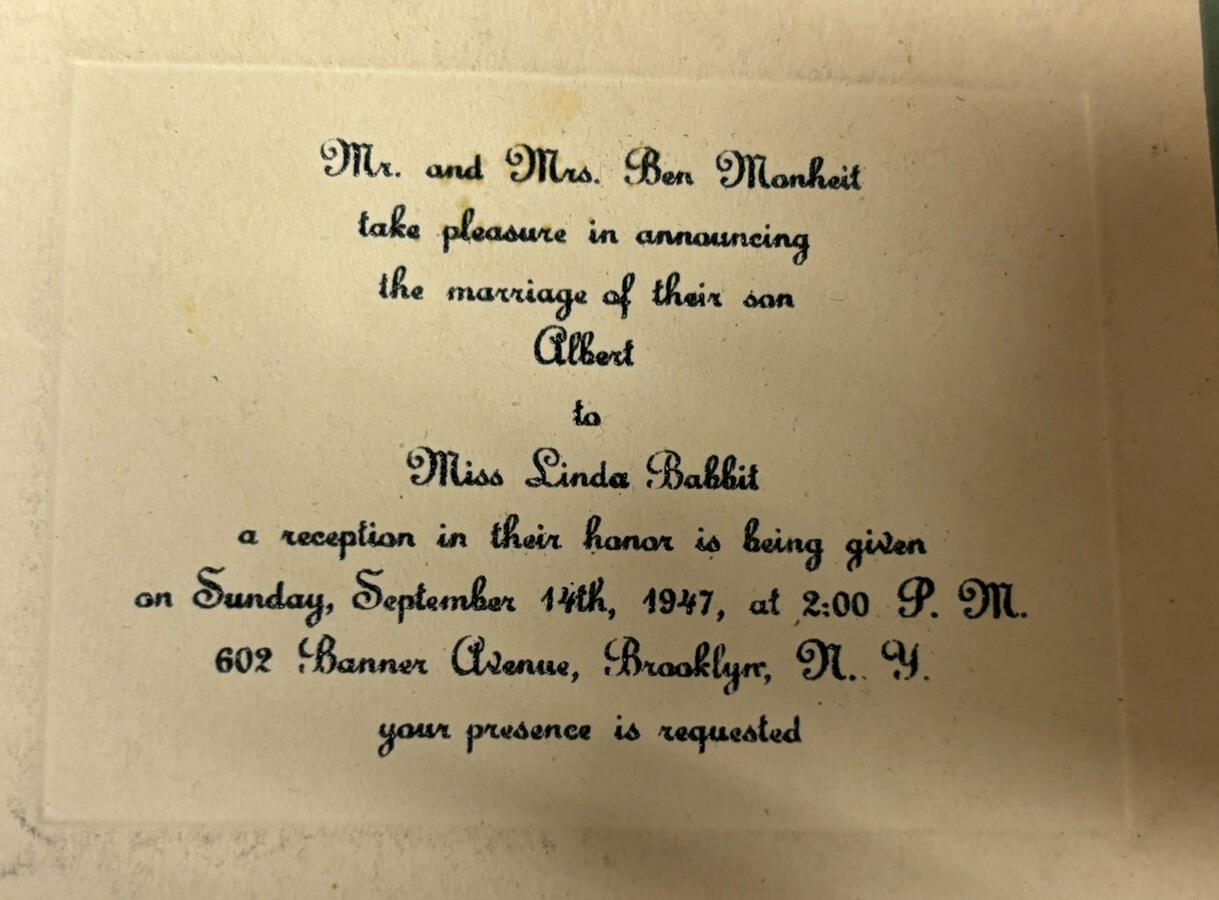 Mr. and Mrs. Ben Monheit
take pleasure in announcing
the marriage of their son
Albert
to
Miss Linda Babbit
a reception in their honor is being given
on Sunday, September 14th, 1947, at 2:00 P. M.
602 Banner Avenue, Brooklyn, N. Y.
your presence is requested